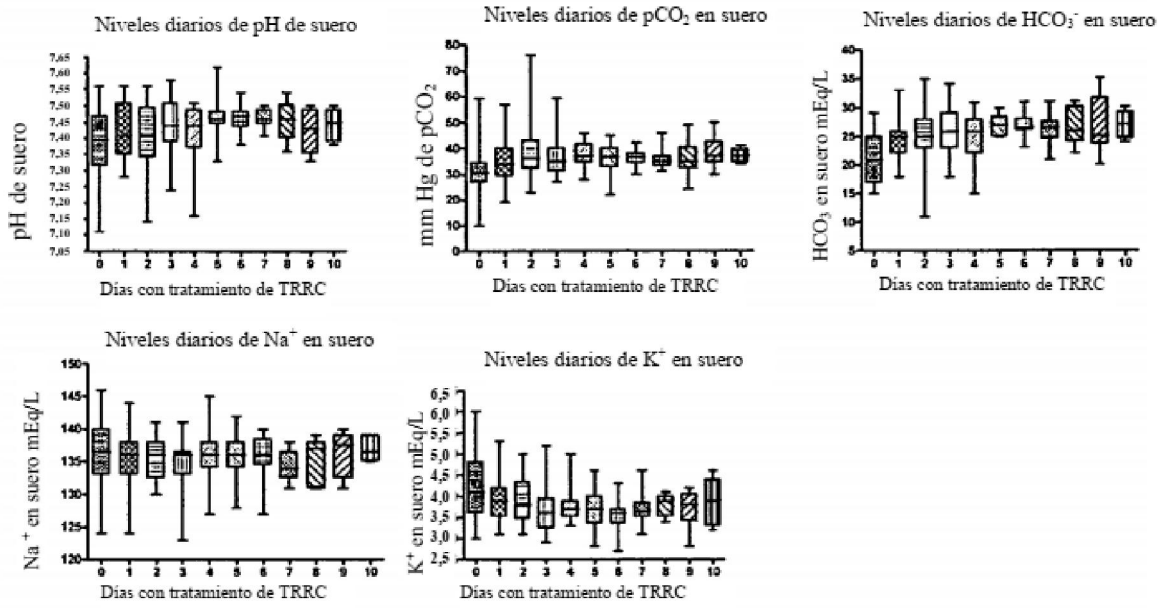 Niveles diarios de pH de suero
pH de suero
7,65
7,60
7,55
7,50
7,45
7,40
7,35
7,30
7,25
7,20
7,15
7,10
7,05
0 1 2 3 4 5 6 7 8 9 10
Días con tratamiento de TRRC
Niveles diarios de pCO₂ en suero
mm Hg de pCO₂
80
70
60
50
40
30
20
10
0
0 1 2 3 4 5 6 7 8 9 10
Días con tratamiento de TRRC
Niveles diarios de HCO₃⁻ en suero
HCO₃ en suero mEq/L
40
35
30
25
20
15
10
5
0 1 2 3 4 5 6 7 8 9 10
Días con tratamiento de TRRC
Niveles diarios de Na⁺ en suero
Na⁺ en suero mEq/L
150
145
140
135
130
125
120
0 1 2 3 4 5 6 7 8 9 10
Dias con tratamiento de TRRC
Niveles diarios de K⁺ en suero
K⁺ en suero mEq/L
6,5
6,0
5,5
5,0
4,5
4,0
3,5
3,0
2,5
0 1 2 3 4 5 6 7 8 9 10
Días con tratamiento de TRRC